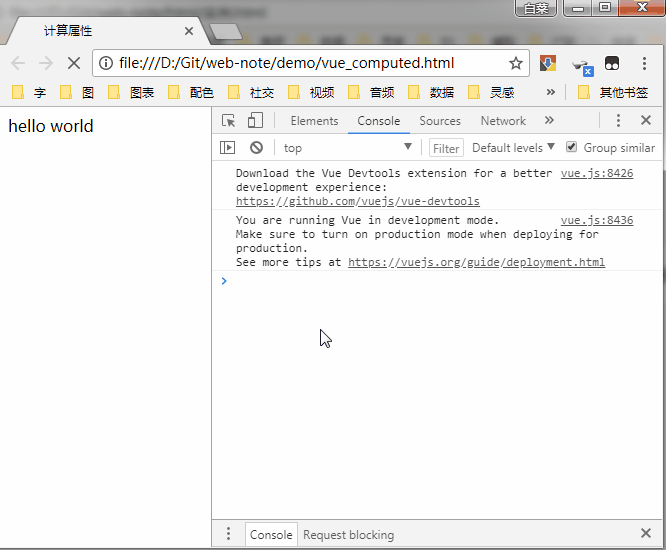 白菜
计算属性
file:///D:/Git/web-note/demo/vue_computed.html
字 图 图表 配色 社交 视频 音频 数据 灵感 » 其他书签
hello world
Elements Console Sources Network »
top Filter Default levels Group similar
Download the Vue Devtools extension for a better vue.js:8426
development experience:
https://github.com/vuejs/vue-devtools
You are running Vue in development mode. vue.js:8436
Make sure to turn on production mode when deploying for
production.
See more tips at https://vuejs.org/guide/deployment.html
Console Request blocking